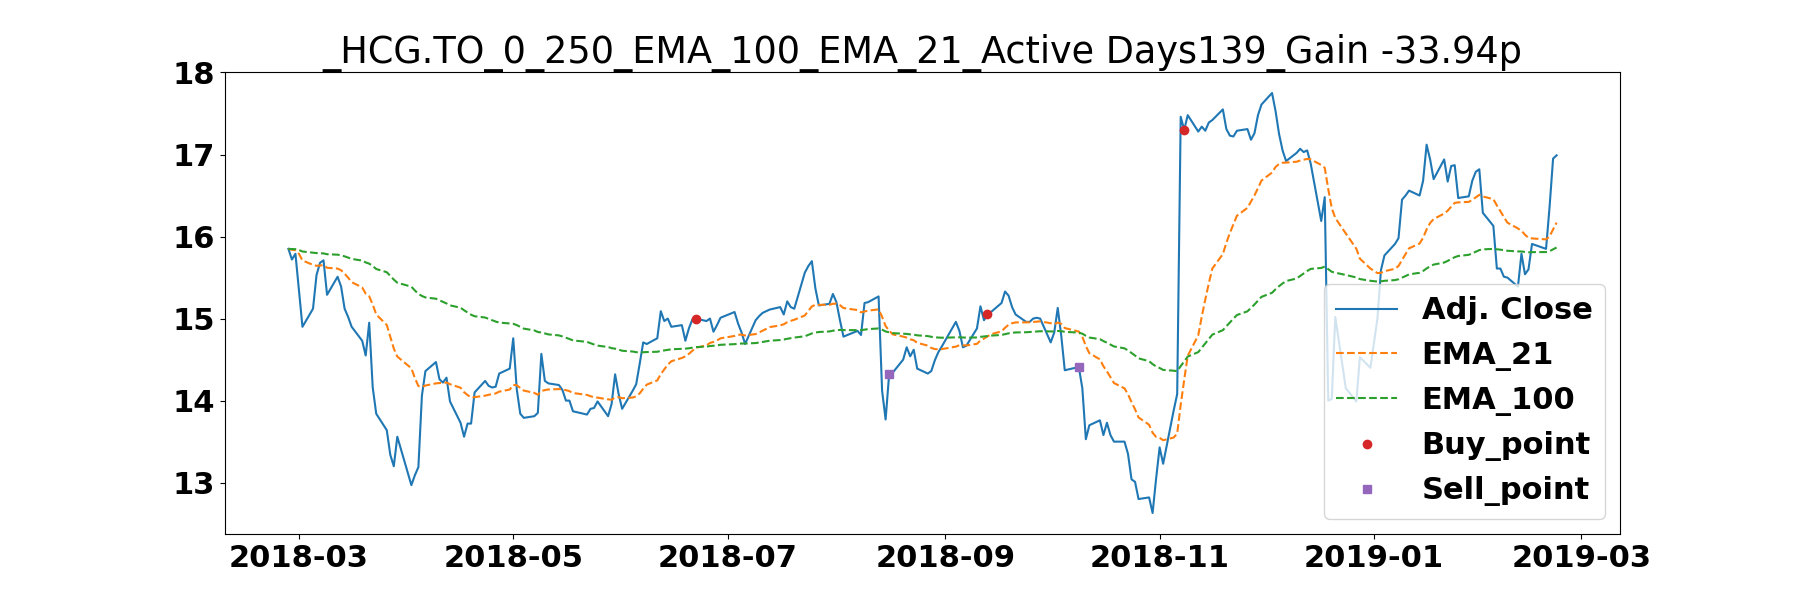 _HCG.TO_0_250_EMA_100_EMA_21_Active Days139_Gain -33.94p
18
17
16
15
14
13
Adj. Close
EMA_21
EMA_100
Buy_point
Sell_point
2018-03 2018-05 2018-07 2018-09 2018-11 2019-01 2019-03